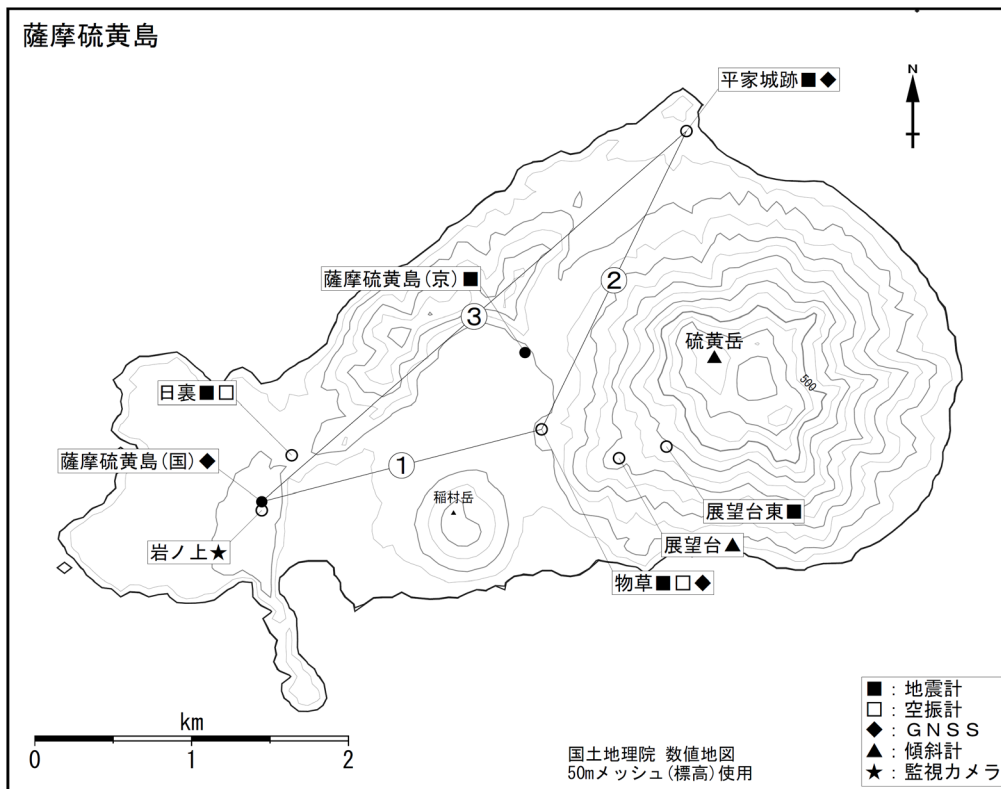 薩摩硫黄島
平家城跡■◆
N
薩摩硫黄島(京)■
②
③
硫黄岳
▲
500
日裏■□
薩摩硫黄島(国)◆
①
稲村岳
▲
岩ノ上★
展望台東■
展望台▲
物草■□◆
km
0 1 2
国土地理院 数値地図
50mメッシュ(標高)使用
■：地震計
□：空振計
◆：ＧＮＳＳ
▲：傾斜計
★：監視カメラ